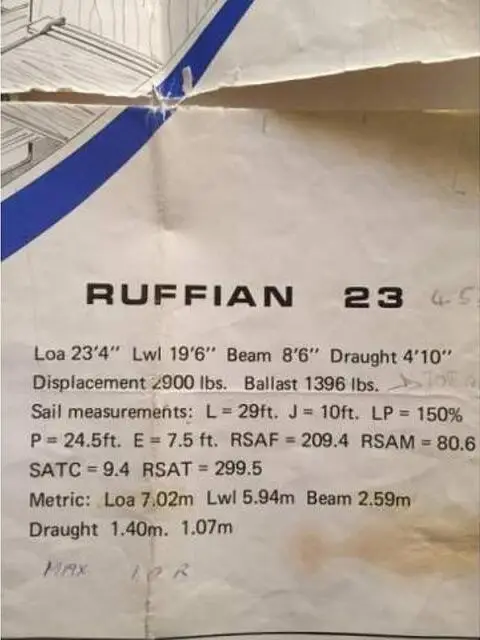 RUFFIAN 23 45
Loa 23'4" Lwl 19'6" Beam 8'6" Draught 4'10"
Displacement 2900 lbs. Ballast 1396 lbs.
Sail measurements: L = 29ft. J = 10ft. LP = 150%
P = 24.5ft. E = 7.5 ft. RSAF = 209.4 RSAM = 80.6
SATC = 9.4 RSAT = 299.5
Metric: Loa 7.02m Lwl 5.94m Beam 2.59m
Draught 1.40m. 1.07m
MAX IOR